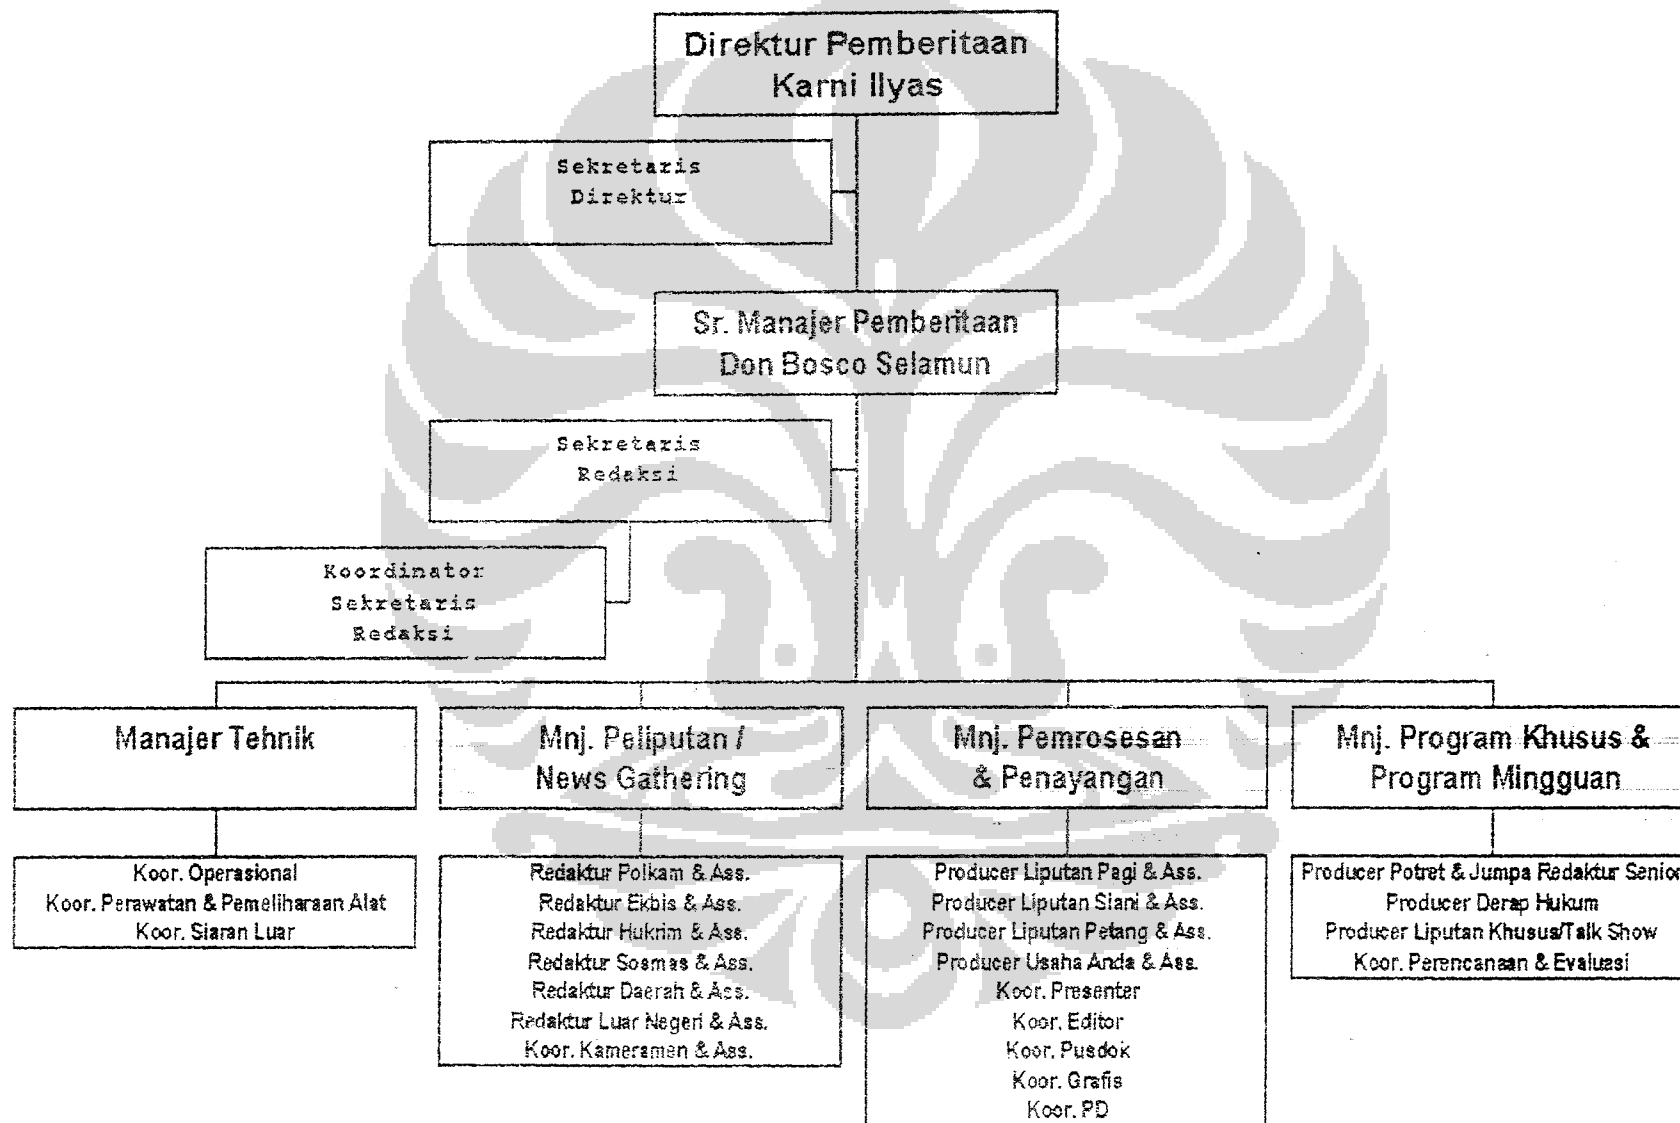 Direktur Pemberitaan
Karni Ilyas
Sekretaris
Direktur
Sr. Manajer Pemberitaan
Don Bosco Selamun
Sekretaris
Redaksi
Koordinator
Sekretaris
Redaksi
Manajer Tehnik
Koor. Operasional
Koor. Perawatan & Pemeliharaan Alat
Koor. Siaran Luar
Mnj. Peliputan /
News Gathering
Redaktur Polkam & Ass.
Redaktur Ekbis & Ass.
Redaktur Hukrim & Ass.
Redaktur Sosmas & Ass.
Redaktur Daerah & Ass.
Redaktur Luar Negeri & Ass.
Koor. Kameramen & Ass.
Mnj. Pemrosesan
& Penayangan
Producer Liputan Pagi & Ass.
Producer Liputan Siang & Ass.
Producer Liputan Petang & Ass.
Producer Usaha Anda & Ass.
Koor. Presenter
Koor. Editor
Koor. Pusdok
Koor. Grafis
Koor. PD
Mnj. Program Khusus &
Program Mingguan
Producer Potret & Jumpa Redaktur Senior
Producer Derap Hukum
Producer Liputan Khusus/Talk Show
Koor. Perencanaan & Evaluasi